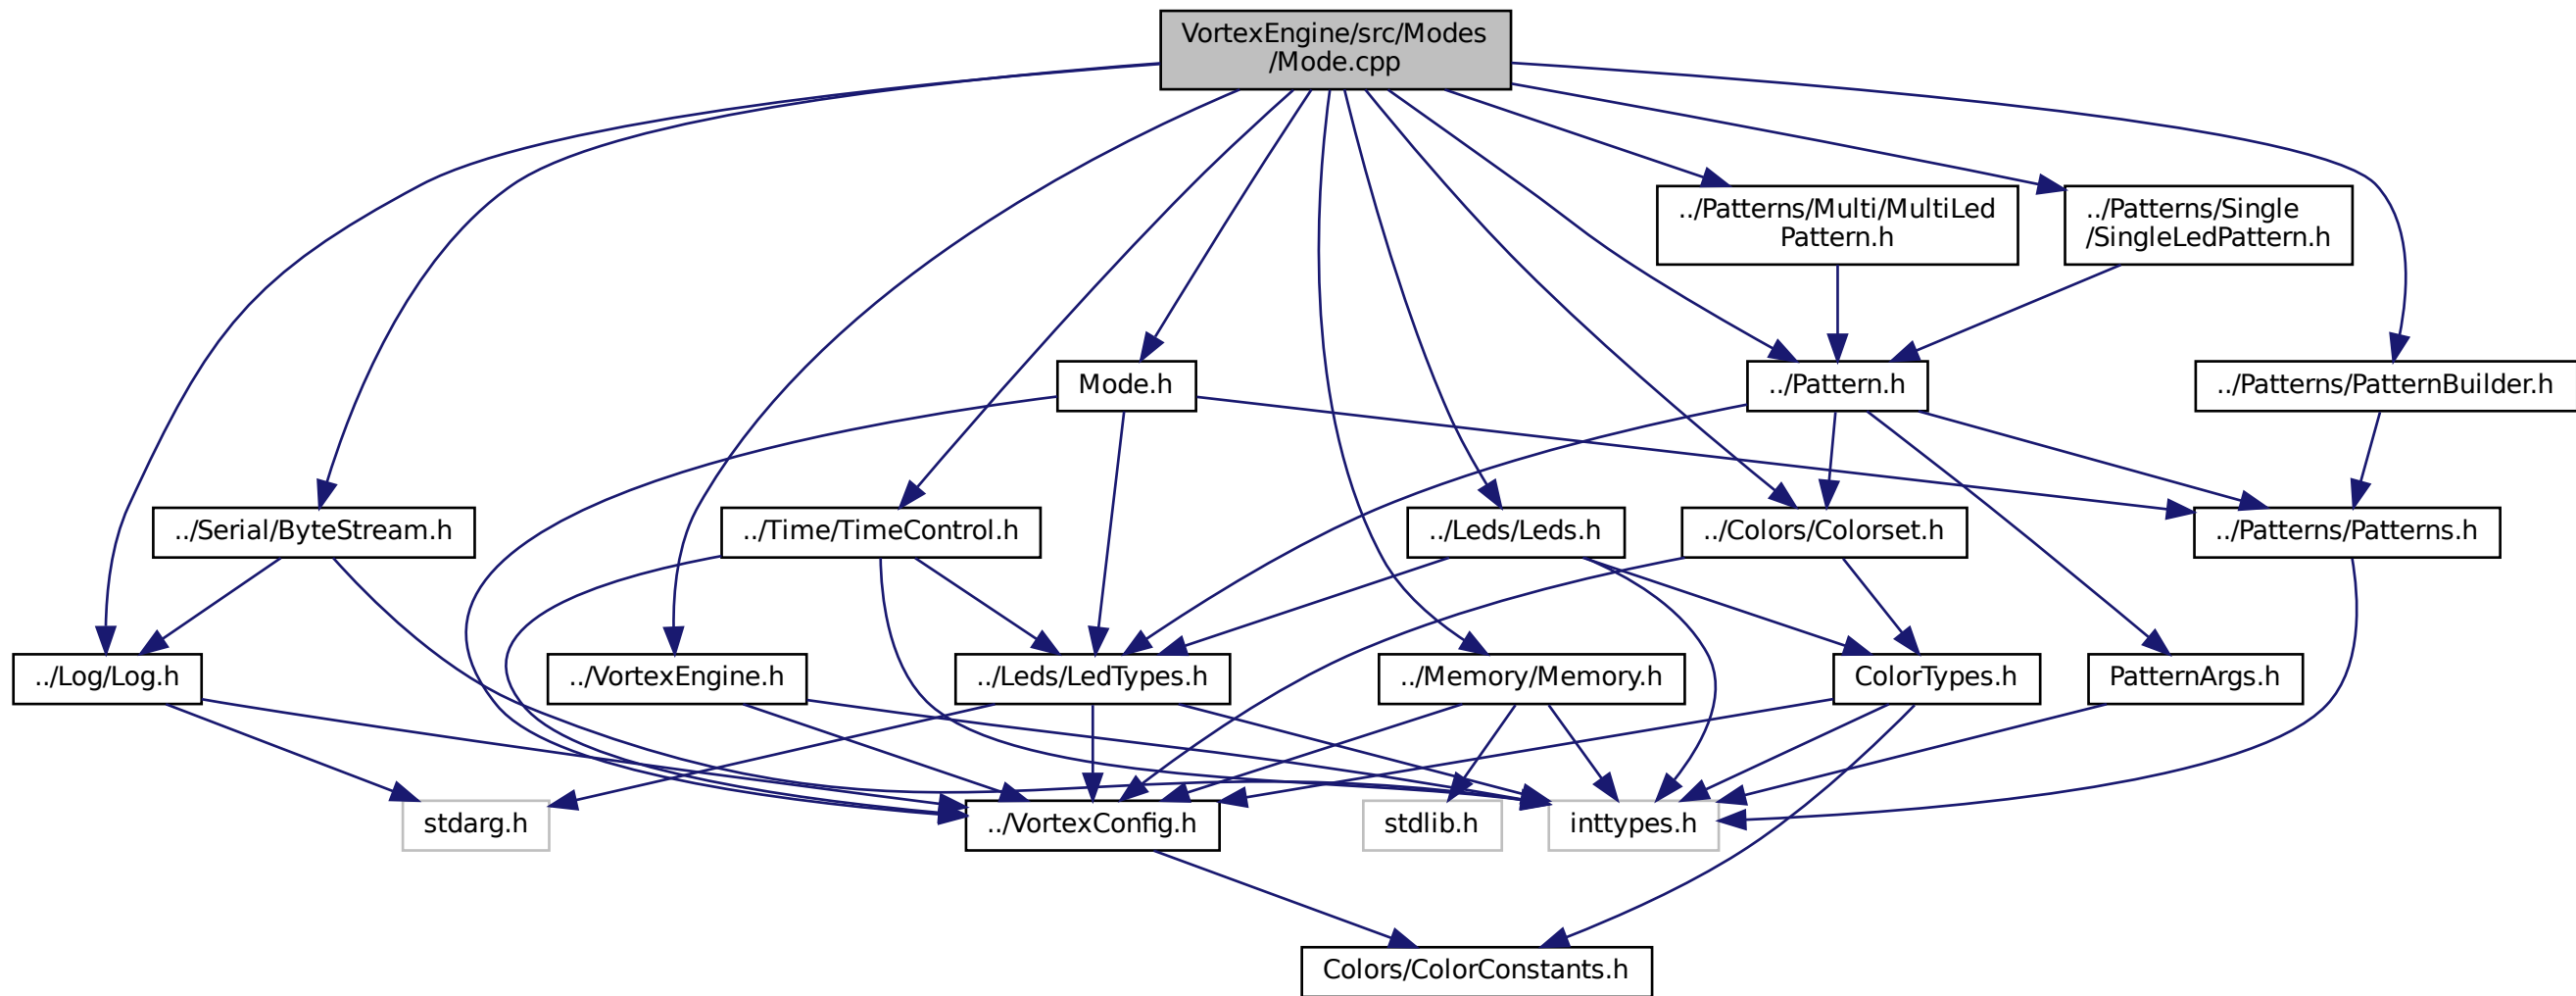 VortexEngine/src/Modes
/Mode.cpp
../Patterns/Multi/MultiLed
Pattern.h
../Patterns/Single
/SingleLedPattern.h
Mode.h
../Pattern.h
../Patterns/PatternBuilder.h
../Serial/ByteStream.h
../Time/TimeControl.h
../Leds/Leds.h
../Colors/Colorset.h
../Patterns/Patterns.h
../Log/Log.h
../VortexEngine.h
../Leds/LedTypes.h
../Memory/Memory.h
ColorTypes.h
PatternArgs.h
stdarg.h
../VortexConfig.h
stdlib.h
inttypes.h
Colors/ColorConstants.h